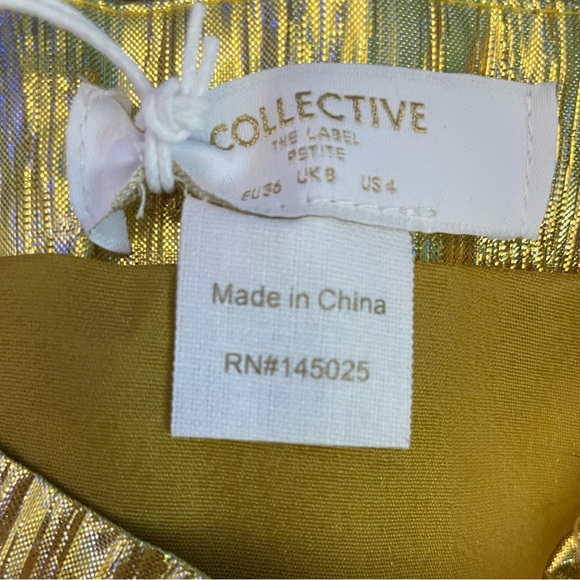 COLLECTIVE
THE LABEL
PETITE
EU36 UK8 US4
Made in China
RN#145025